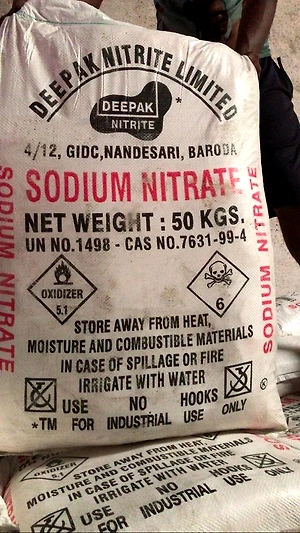 DEEPAK NITRITE LIMITED
DEEPAK *
NITRITE
4/12, GIDC, NANDESARI, BARODA
SODIUM NITRATE
NET WEIGHT : 50 KGS.
UN NO.1498 - CAS NO.7631-99-4
SODIUM NITRATE
SODIUM NITRATE
OXIDIZER
5.1
6
STORE AWAY FROM HEAT,
MOISTURE AND COMBUSTIBLE MATERIALS
IN CASE OF SPILLAGE OR FIRE
IRRIGATE WITH WATER
USE NO HOOKS
*TM FOR INDUSTRIAL USE ONLY
®
OXIDIZER
5.1
STORE AWAY FROM HEAT,
MOISTURE AND COMBUSTIBLE MATERIALS
IN CASE OF SPILLAGE OR FIRE
IRRIGATE WITH WATER
USE NO HOOKS
FOR INDUSTRIAL USE ONLY